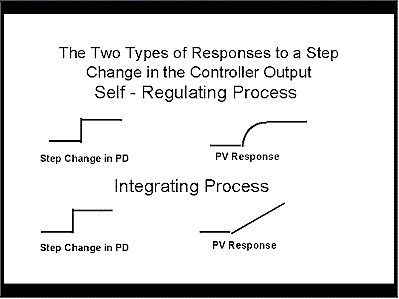 The Two Types of Responses to a Step
Change in the Controller Output
Self - Regulating Process
Step Change in PD
PV Response
Integrating Process
Step Change in PD
PV Response